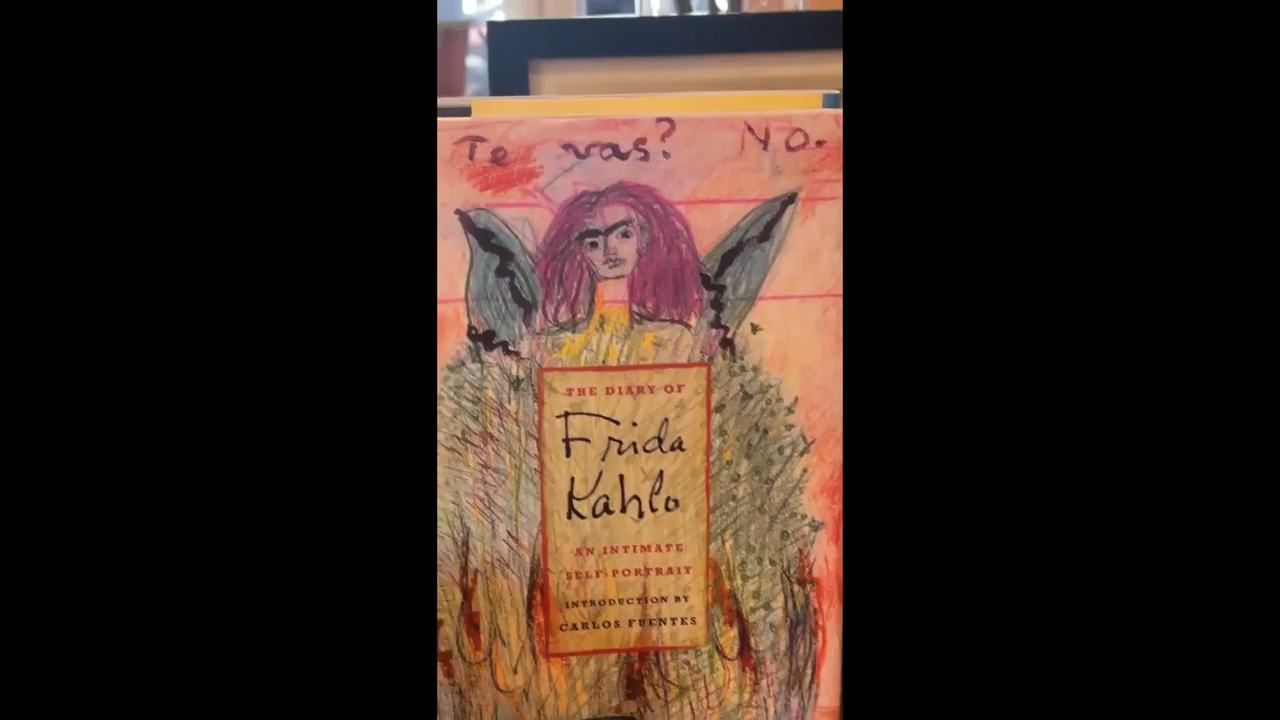 Te vas? No.
THE DIARY OF
Frida
Kahlo
AN INTIMATE
SELF-PORTRAIT
INTRODUCTION BY
CARLOS FUENTES